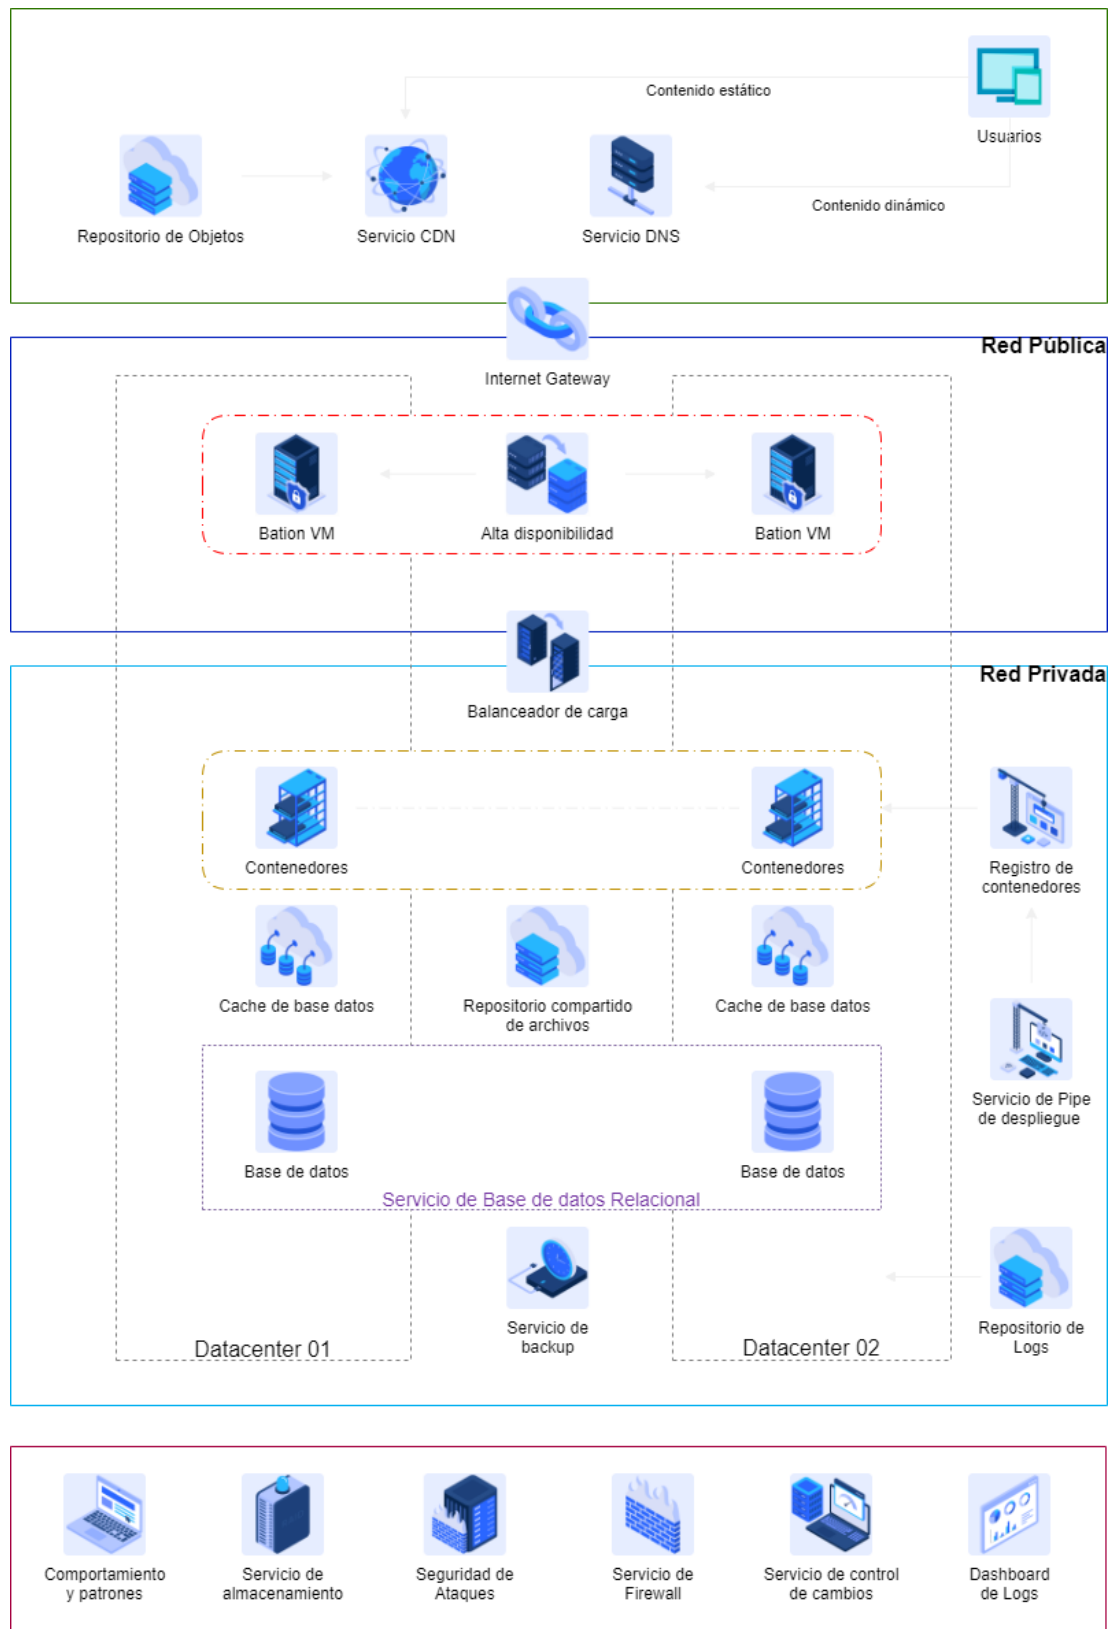 Contenido estático
Usuarios
Contenido dinámico
Repositorio de Objetos
Servicio CDN
Servicio DNS
Red Pública
Internet Gateway
Bation VM
Alta disponibilidad
Bation VM
Red Privada
Balanceador de carga
Contenedores
Contenedores
Registro de
contenedores
Cache de base datos
Repositorio compartido
de archivos
Cache de base datos
Servicio de Pipe
de despliegue
Base de datos
Base de datos
Servicio de Base de datos Relacional
Servicio de
backup
Repositorio de
Logs
Datacenter 01
Datacenter 02
Comportamiento
y patrones
Servicio de
almacenamiento
Seguridad de
Ataques
Servicio de
Firewall
Servicio de control
de cambios
Dashboard
de Logs